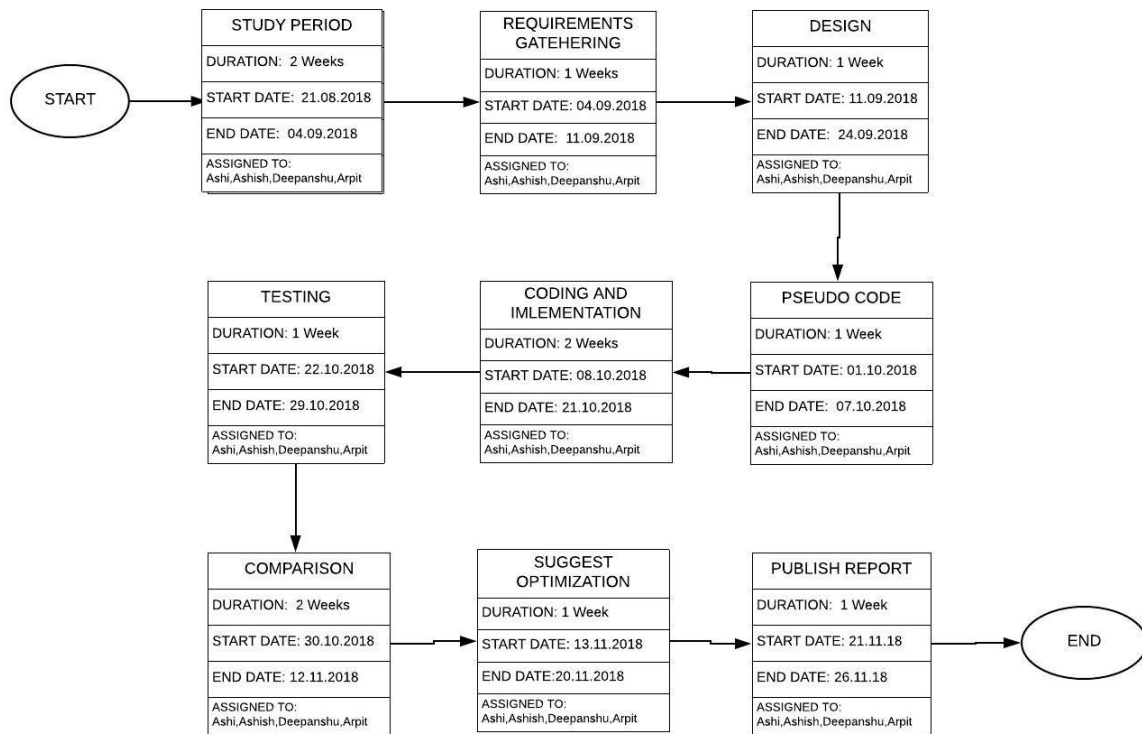 START
STUDY PERIOD
DURATION: 2 Weeks
START DATE: 21.08.2018
END DATE: 04.09.2018
ASSIGNED TO:
Ashi,Ashish,Deepanshu,Arpit
REQUIREMENTS
GATEHERING
DURATION: 1 Weeks
START DATE: 04.09.2018
END DATE: 11.09.2018
ASSIGNED TO:
Ashi,Ashish,Deepanshu,Arpit
DESIGN
DURATION: 1 Week
START DATE: 11.09.2018
END DATE: 24.09.2018
ASSIGNED TO:
Ashi,Ashish,Deepanshu,Arpit
PSEUDO CODE
DURATION: 1 Week
START DATE: 01.10.2018
END DATE: 07.10.2018
ASSIGNED TO:
Ashi,Ashish,Deepanshu,Arpit
CODING AND
IMLEMENTATION
DURATION: 2 Weeks
START DATE: 08.10.2018
END DATE: 21.10.2018
ASSIGNED TO:
Ashi,Ashish,Deepanshu,Arpit
TESTING
DURATION: 1 Week
START DATE: 22.10.2018
END DATE: 29.10.2018
ASSIGNED TO:
Ashi,Ashish,Deepanshu,Arpit
COMPARISON
DURATION: 2 Weeks
START DATE: 30.10.2018
END DATE: 12.11.2018
ASSIGNED TO:
Ashi,Ashish,Deepanshu,Arpit
SUGGEST
OPTIMIZATION
DURATION: 1 Week
START DATE: 13.11.2018
END DATE:20.11.2018
ASSIGNED TO:
Ashi,Ashish,Deepanshu,Arpit
PUBLISH REPORT
DURATION: 1 Week
START DATE: 21.11.18
END DATE: 26.11.18
ASSIGNED TO:
Ashi,Ashish,Deepanshu,Arpit
END